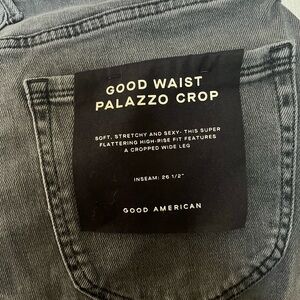 GOOD WAIST
PALAZZO CROP
SOFT, STRETCHY AND SEXY- THIS SUPER
FLATTERING HIGH-RISE FIT FEATURES
A CROPPED WIDE LEG
INSEAM: 26 1/2"
GOOD AMERICAN